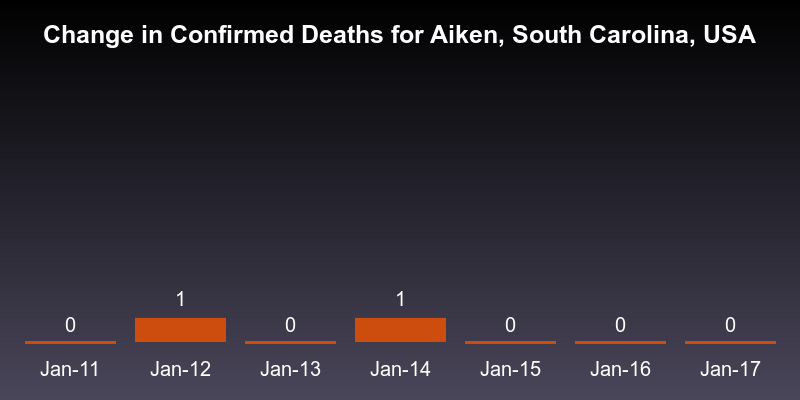 Change in Confirmed Deaths for Aiken, South Carolina, USA
0 1 0 1 0 0 0
Jan-11 Jan-12 Jan-13 Jan-14 Jan-15 Jan-16 Jan-17